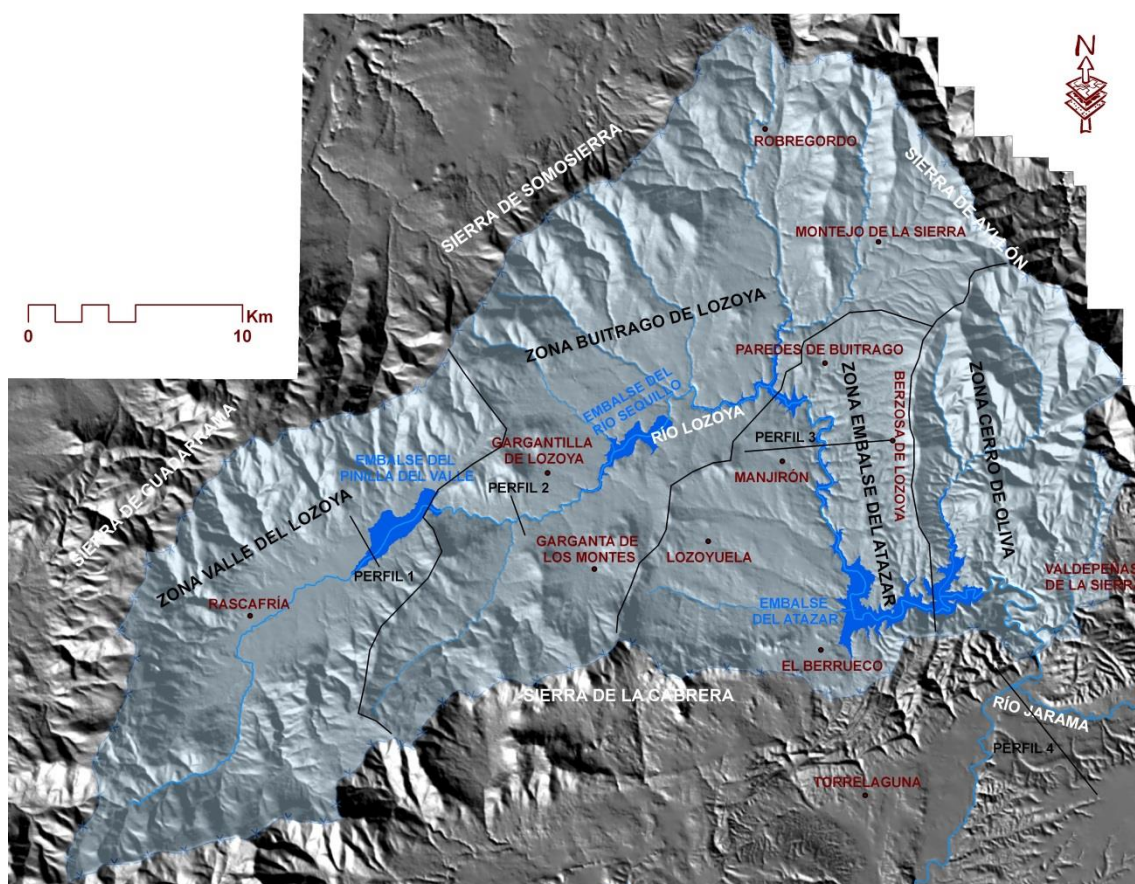 N
ROBREGORDO
SIERRA DE SOMOSIERRA
SIERRA DE AYLLÓN
MONTEJO DE LA SIERRA
0
10
Km
ZONA BUITRAGO DE LOZOYA
PAREDES DE BUITRAGO
ZONA EMBALSE DEL ATAZAR
BERZOSA DE LOZOYA
ZONA CERRO DE OLIVA
EMBALSE DEL
RÍO SEQUILLO
RÍO LOZOYA
PERFIL 3
MANJIRÓN
SIERRA DE GUADARRAMA
EMBALSE DEL
PINILLA DEL VALLE
GARGANTILLA
DE LOZOYA
PERFIL 2
ZONA VALLE DEL LOZOYA
PERFIL 1
GARGANTA DE
LOS MONTES
LOZOYUELA
RASCAFRÍA
EMBALSE
DEL ATAZAR
VALDEPEÑAS
DE LA SIERRA
EL BERRUECO
SIERRA DE LA CABRERA
RÍO JARAMA
PERFIL 4
TORRELAGUNA